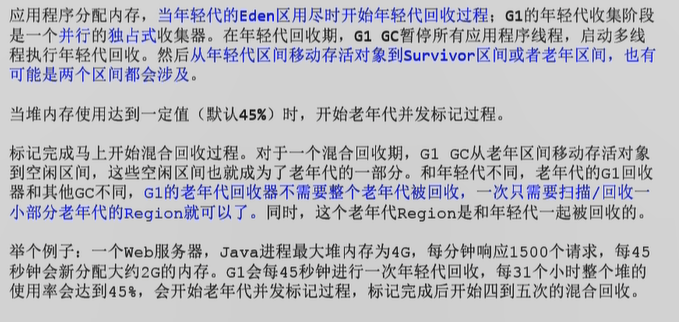 应用程序分配内存，当年轻代的Eden区用尽时开始年轻代回收过程；G1的年轻代收集阶段
是一个并行的独占式收集器。在年轻代回收期，G1 GC暂停所有应用程序线程，启动多线
程执行年轻代回收。然后从年轻代区间移动存活对象到Survivor区间或者老年区间，也有
可能是两个区间都会涉及。
当堆内存使用达到一定值（默认45%）时，开始老年代并发标记过程。
标记完成马上开始混合回收过程。对于一个混合回收期，G1 GC从老年区间移动存活对象
到空闲区间，这些空闲区间也就成为了老年代的一部分。和年轻代不同，老年代的G1回收
器和其他GC不同，G1的老年代回收器不需要整个老年代被回收，一次只需要扫描/回收一
小部分老年代的Region就可以了。同时，这个老年代Region是和年轻代一起被回收的。
举个例子：一个Web服务器，Java进程最大堆内存为4G，每分钟响应1500个请求，每45
秒钟会新分配大约2G的内存。G1会每45秒钟进行一次年轻代回收，每31个小时整个堆的
使用率会达到45%，会开始老年代并发标记过程，标记完成后开始四到五次的混合回收。